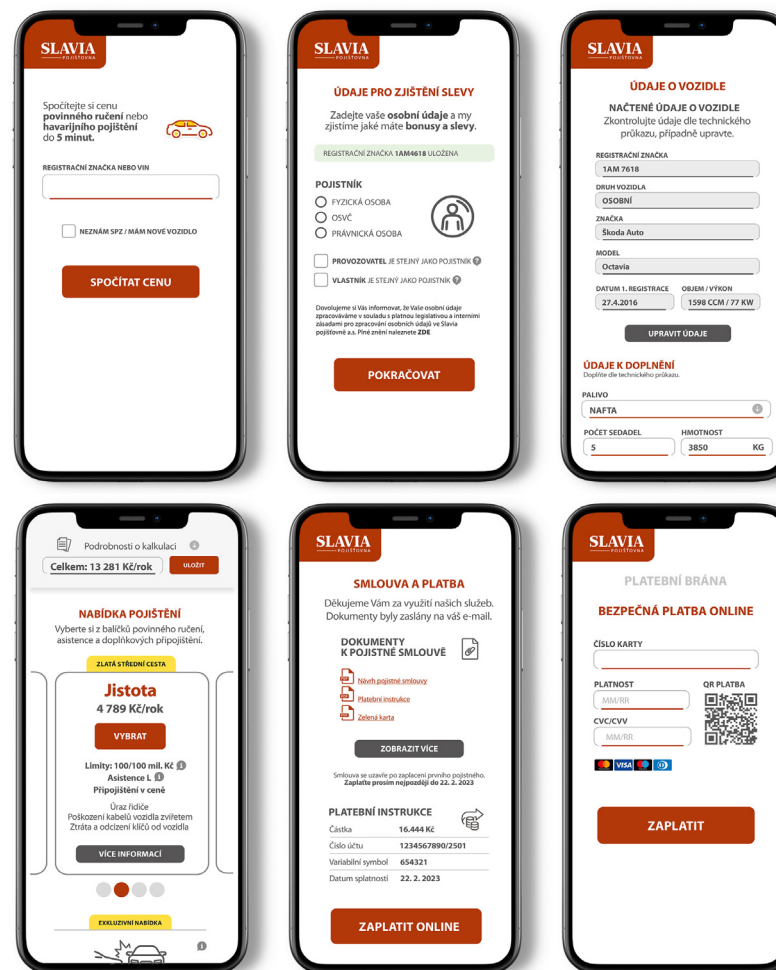 SLAVIA
POJIŠŤOVNA
Spočítejte si cenu
povinného ručení nebo
havarijního pojištění
do 5 minut.
REGISTRAČNÍ ZNAČKA NEBO VIN
NEZNÁM SPZ / MÁM NOVÉ VOZIDLO
SPOČÍTAT CENU
SLAVIA
POJIŠŤOVNA
ÚDAJE PRO ZJIŠTĚNÍ SLEVY
Zadejte vaše osobní údaje a my
zjistíme jaké máte bonusy a slevy.
REGISTRAČNÍ ZNAČKA 1AM4618 ULOŽENA
POJISTNÍK
FYZICKÁ OSOBA
OSVČ
PRÁVNICKÁ OSOBA
PROVOZOVATEL JE STEJNÝ JAKO POJISTNÍK ?
VLASTNÍK JE STEJNÝ JAKO POJISTNÍK ?
Dovolujeme si Vás informovat, že Vaše osobní údaje
zpracováváme v souladu s platnou legislativou a interními
zásadami pro zpracování osobních údajů ve Slavia
pojišťovně a.s. Plné znění naleznete ZDE
POKRAČOVAT
SLAVIA
POJIŠŤOVNA
ÚDAJE O VOZIDLE
NAČTENÉ ÚDAJE O VOZIDLE
Zkontrolujte údaje dle technického
průkazu, případně upravte.
REGISTRAČNÍ ZNAČKA
1AM 7618
DRUH VOZIDLA
OSOBNÍ
ZNAČKA
Škoda Auto
MODEL
Octavia
DATUM 1. REGISTRACE OBJEM / VÝKON
27.4.2016 1598 CCM / 77 KW
UPRAVIT ÚDAJE
ÚDAJE K DOPLNĚNÍ
Doplňte dle technického průkazu.
PALIVO
NAFTA
POČET SEDADEL HMOTNOST
5 3850 KG
Podrobnosti o kalkulaci
Celkem: 13 281 Kč/rok ULOŽIT
NABÍDKA POJIŠTĚNÍ
Vyberte si z balíčků povinného ručení,
asistence a doplňkových připojištění.
ZLATÁ STŘEDNÍ CESTA
Jistota
4 789 Kč/rok
VYBRAT
Limity: 100/100 mil. Kč
Asistence L
Připojištění v ceně
Úraz řidiče
Poškození kabelů vozidla zvířetem
Ztráta a odcizení klíčů od vozidla
VÍCE INFORMACÍ
EXKLUZIVNÍ NABÍDKA
SLAVIA
POJIŠŤOVNA
SMLOUVA A PLATBA
Děkujeme Vám za využití našich služeb.
Dokumenty byly zaslány na váš e-mail.
DOKUMENTY
K POJISTNÉ SMLOUVĚ
PDF Návrh pojistné smlouvy
PDF Platební instrukce
PDF Zelená karta
ZOBRAZIT VÍCE
Smlouva se uzavře po zaplacení prvního pojistného.
Zaplaťte prosím nejpozději do 22. 2. 2023
PLATEBNÍ INSTRUKCE
Částka 16.444 Kč
Číslo účtu 1234567890/2501
Variabilní symbol 654321
Datum splatnosti 22. 2. 2023
ZAPLATIT ONLINE
SLAVIA
POJIŠŤOVNA
PLATEBNÍ BRÁNA
BEZPEČNÁ PLATBA ONLINE
ČÍSLO KARTY
PLATNOST QR PLATBA
MM/RR
CVC/CVV
MM/RR
VISA
ZAPLATIT